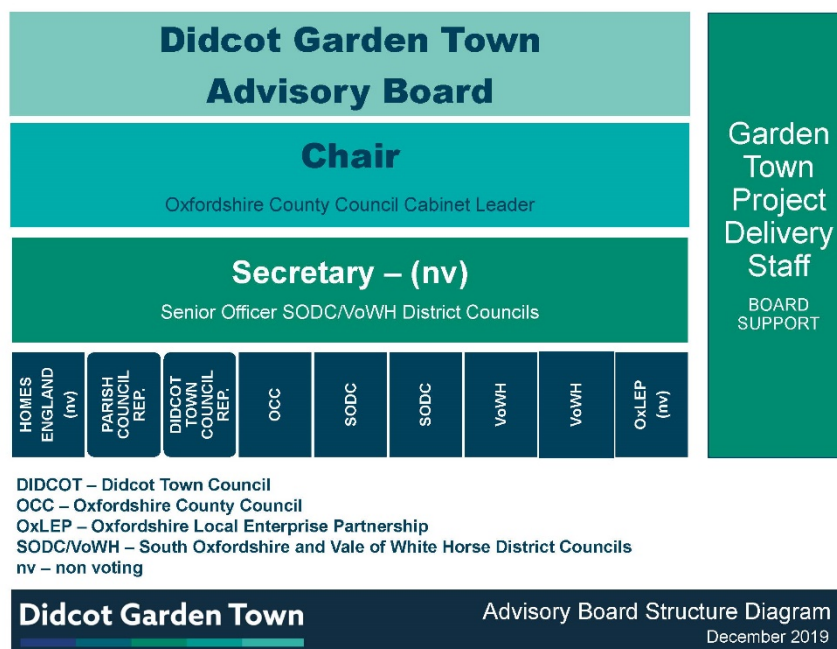 Didcot Garden Town
Advisory Board
Chair
Oxfordshire County Council Cabinet Leader
Secretary – (nv)
Senior Officer SODC/VoWH District Councils
HOMES
ENGLAND
(nv)
PARISH
COUNCIL
REP.
DIDCOT
TOWN
COUNCIL
REP.
OCC
SODC
SODC
VoWH
VoWH
OxLEP
(nv)
Garden
Town
Project
Delivery
Staff
BOARD
SUPPORT
DIDCOT – Didcot Town Council
OCC – Oxfordshire County Council
OxLEP – Oxfordshire Local Enterprise Partnership
SODC/VoWH – South Oxfordshire and Vale of White Horse District Councils
nv – non voting
Didcot Garden Town
Advisory Board Structure Diagram
December 2019